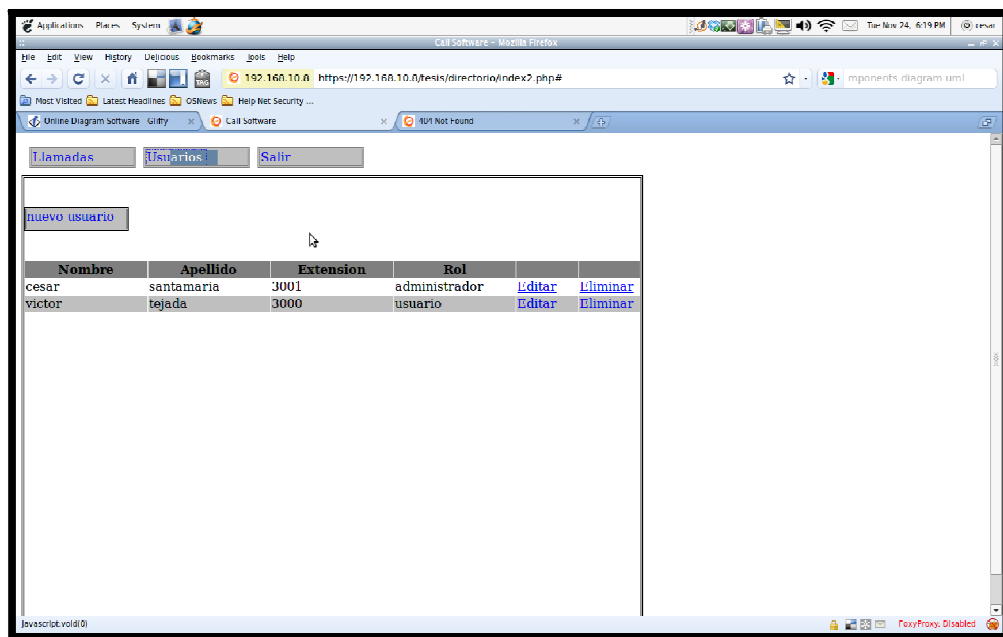 Applications Places System Tue Nov 24, 6:19 PM cesar
Call Software - Mozilla Firefox
File Edit View History Delicious Bookmarks Tools Help
192.168.10.8 https://192.168.10.8/tesis/directorio/index2.php# mponents diagram uml
Most Visited Latest Headlines OSNews Help Net Security ...
Online Diagram Software - Gliffy Call Software 404 Not Found
Llamadas Usuarios Salir
nuevo usuario
Nombre Apellido Extension Rol
cesar santamaria 3001 administrador Editar Eliminar
victor tejada 3000 usuario Editar Eliminar
Javascript:void(0) FoxyProxy: Disabled